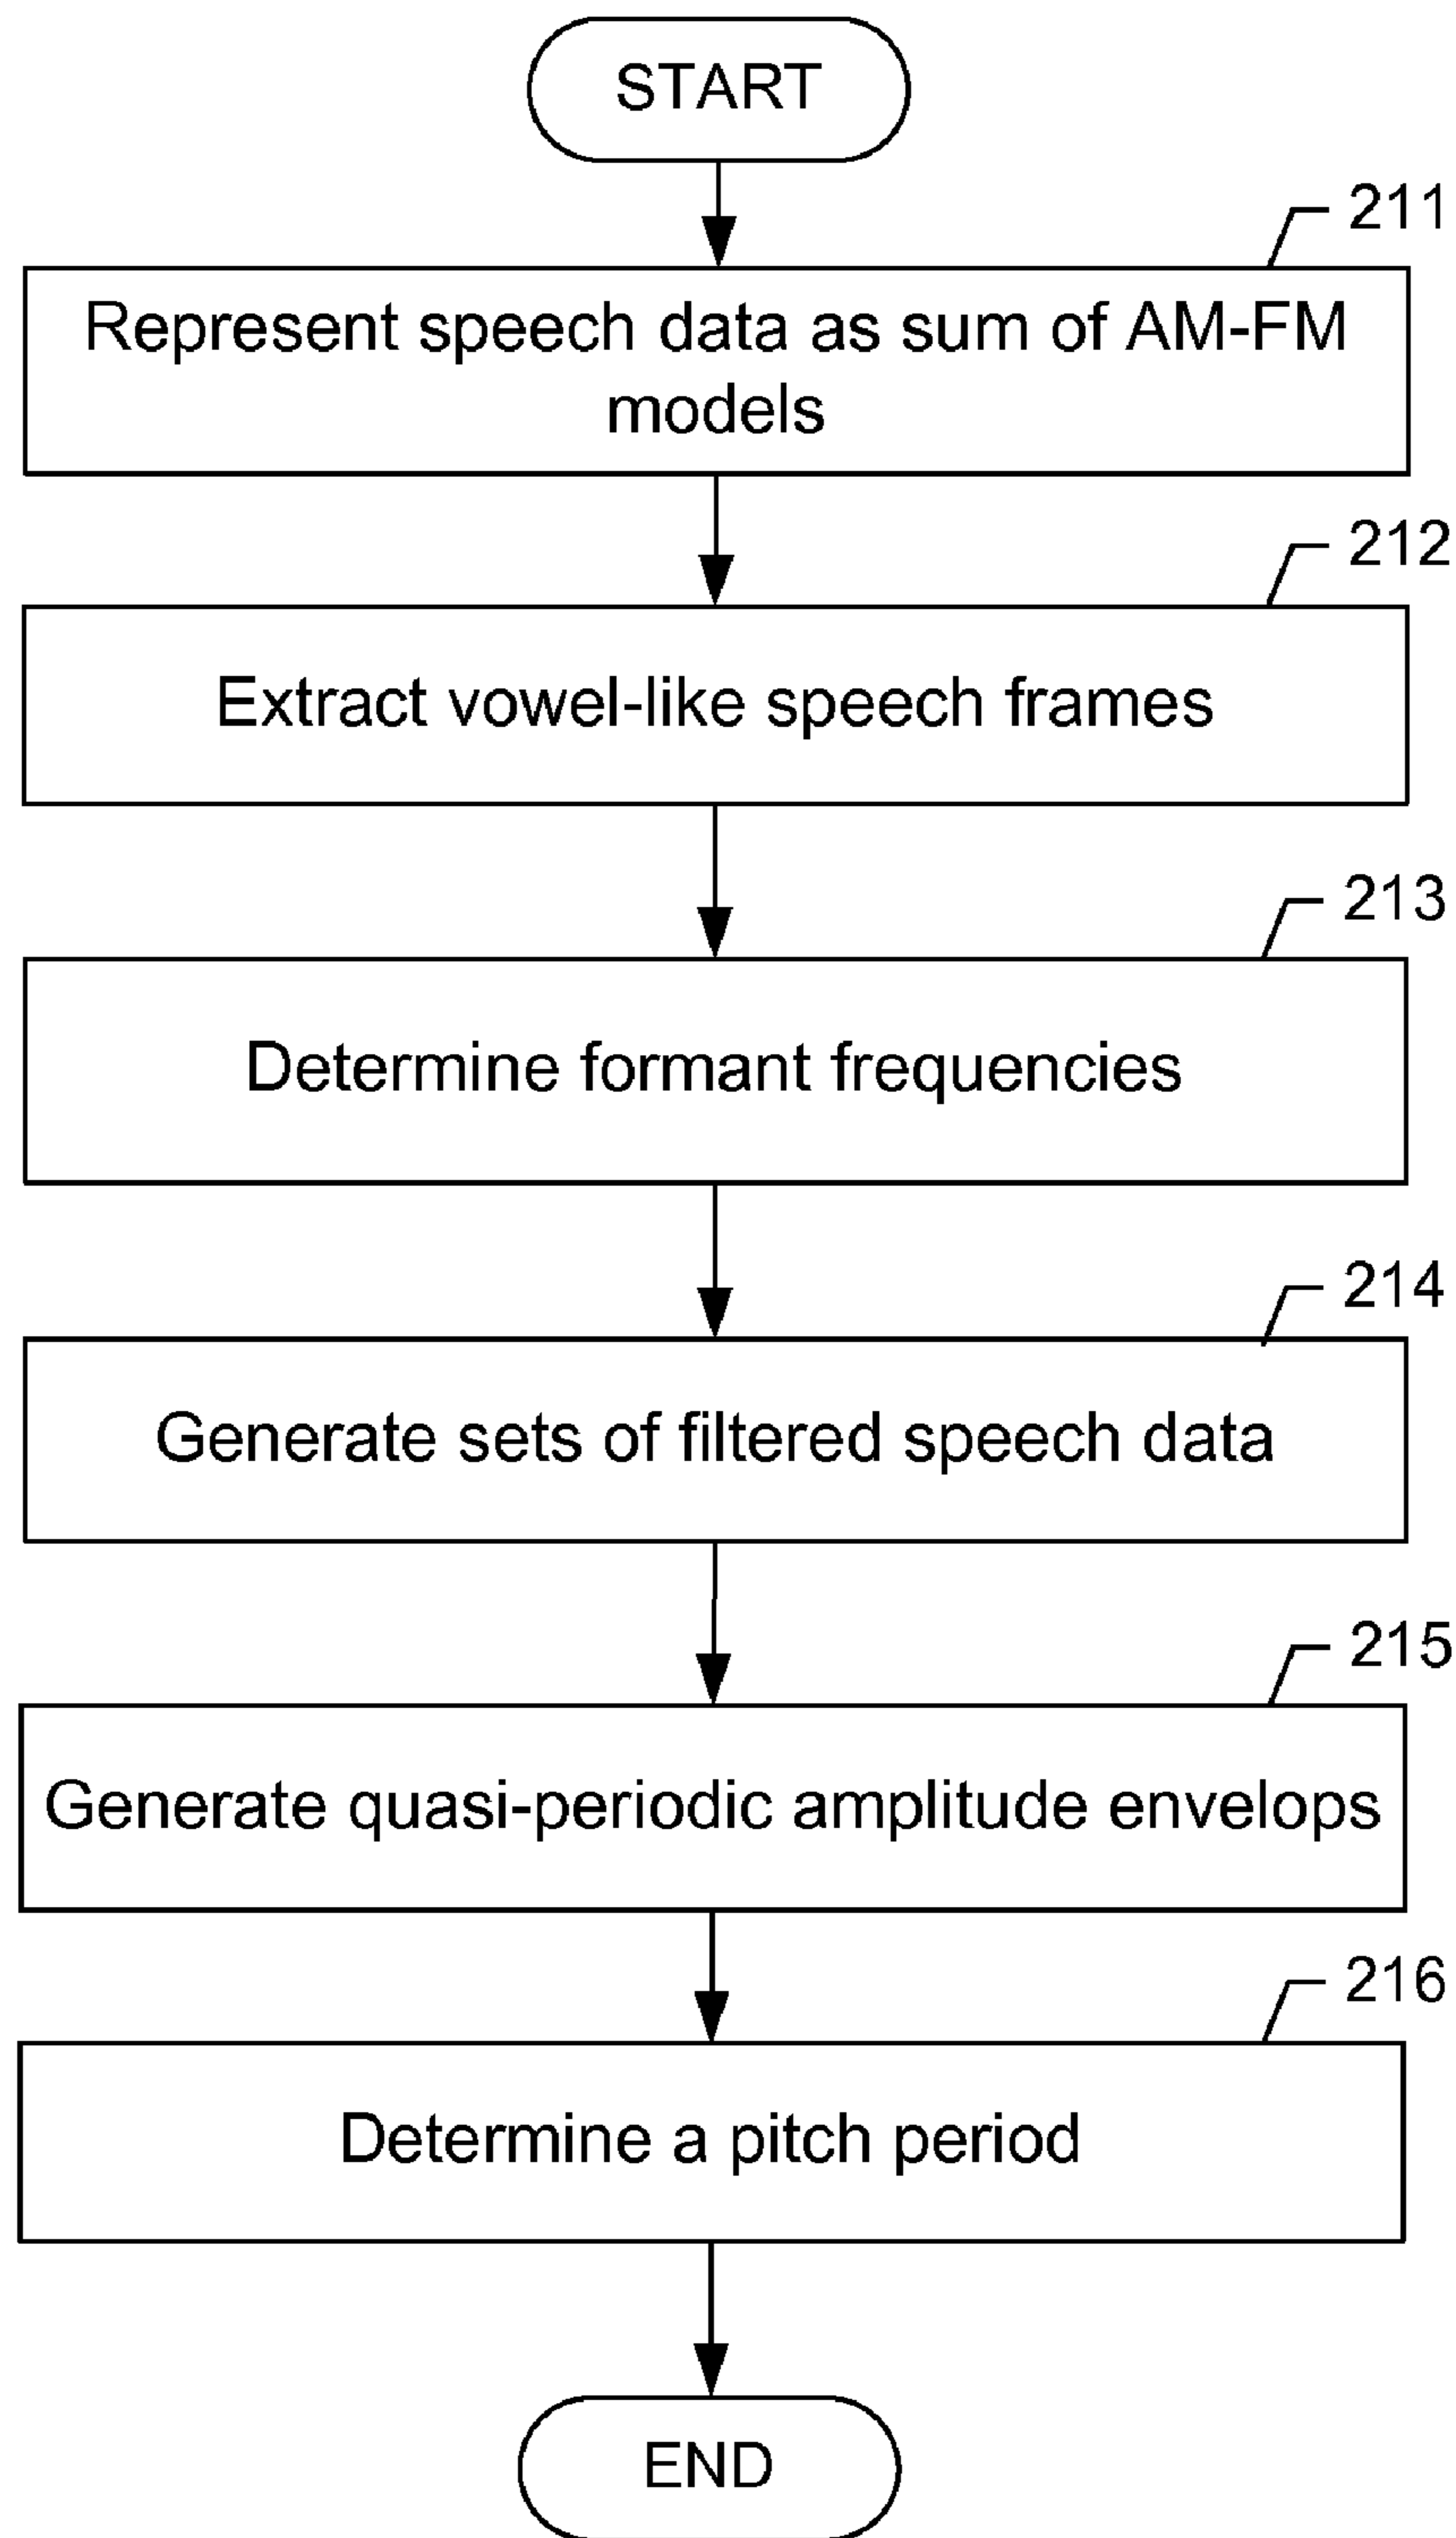 START
211
Represent speech data as sum of AM-FM
models
212
Extract vowel-like speech frames
213
Determine formant frequencies
214
Generate sets of filtered speech data
215
Generate quasi-periodic amplitude envelops
216
Determine a pitch period
END